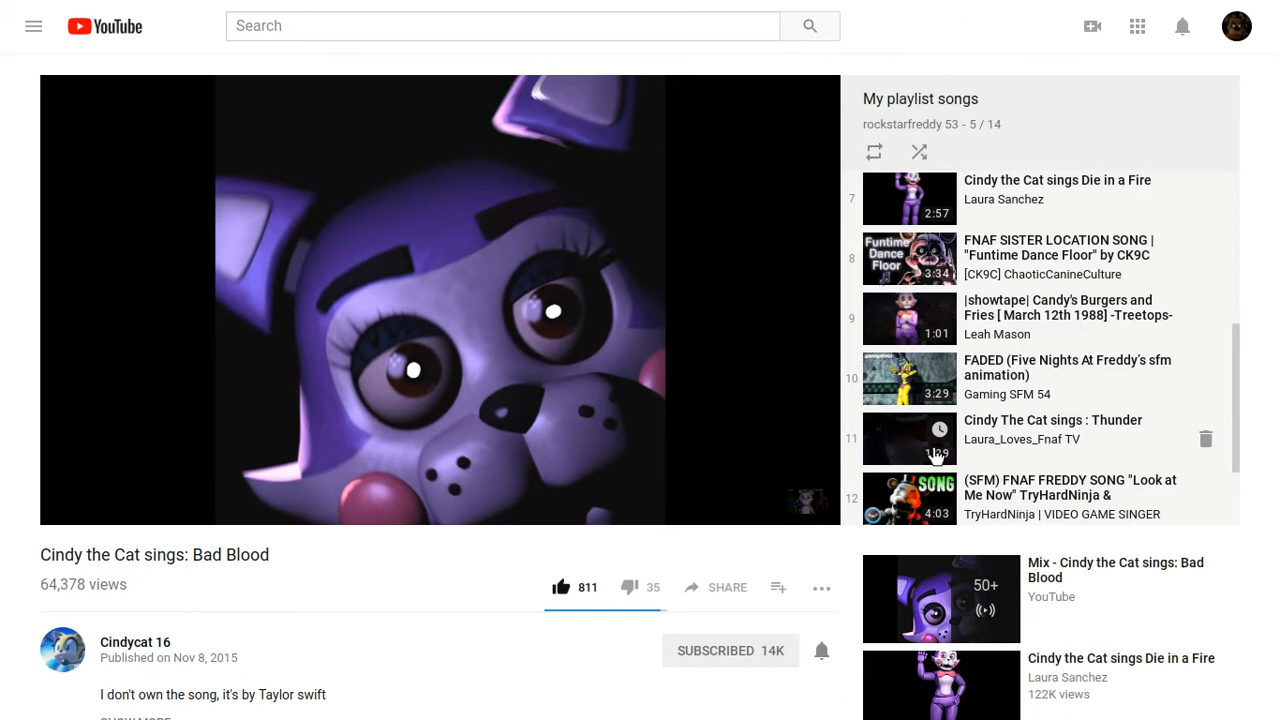 YouTube
Search
My playlist songs
rockstarfreddy 53 - 5 / 14
7
2:57
Cindy the Cat sings Die in a Fire
Laura Sanchez
8
Funtime
Dance
Floor
3:34
FNAF SISTER LOCATION SONG |
"Funtime Dance Floor" by CK9C
[CK9C] ChaoticCanineCulture
9
1:01
|showtape| Candy's Burgers and
Fries [ March 12th 1988] -Treetops-
Leah Mason
10
3:29
FADED (Five Nights At Freddy's sfm
animation)
Gaming SFM 54
11
Cindy The Cat sings : Thunder
Laura_Loves_Fnaf TV
12
SONG
4:03
(SFM) FNAF FREDDY SONG "Look at
Me Now" TryHardNinja &
TryHardNinja | VIDEO GAME SINGER
Cindy the Cat sings: Bad Blood
64,378 views
811
35
SHARE
Cindycat 16
Published on Nov 8, 2015
SUBSCRIBED 14K
I don't own the song, it's by Taylor swift
SHOW MORE
50+
Mix - Cindy the Cat sings: Bad
Blood
YouTube
Cindy the Cat sings Die in a Fire
Laura Sanchez
122K views